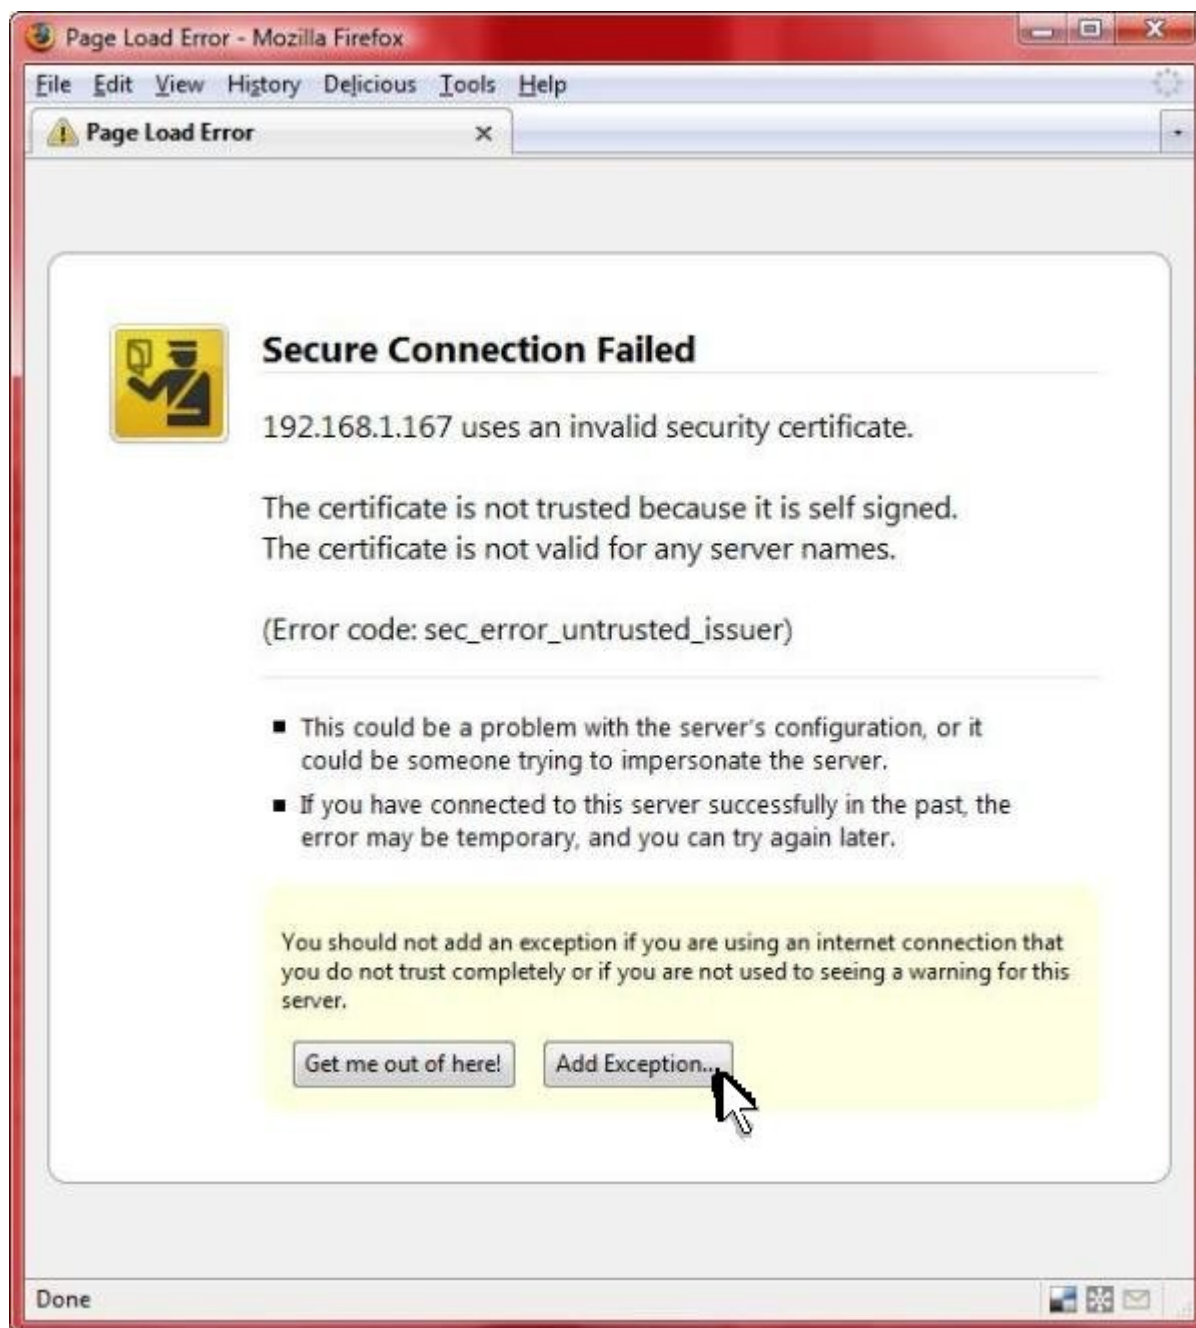 Page Load Error - Mozilla Firefox
File Edit View History Delicious Tools Help
Page Load Error
Secure Connection Failed
192.168.1.167 uses an invalid security certificate.
The certificate is not trusted because it is self signed.
The certificate is not valid for any server names.
(Error code: sec_error_untrusted_issuer)
■ This could be a problem with the server's configuration, or it
could be someone trying to impersonate the server.
■ If you have connected to this server successfully in the past, the
error may be temporary, and you can try again later.
You should not add an exception if you are using an internet connection that
you do not trust completely or if you are not used to seeing a warning for this
server.
Get me out of here! Add Exception...
Done